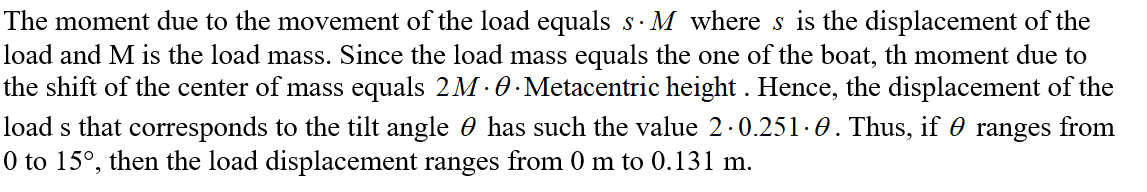 The moment due to the movement of the load equals s · M where s is the displacement of the
load and M is the load mass. Since the load mass equals the one of the boat, th moment due to
the shift of the center of mass equals 2M · θ · Metacentric height . Hence, the displacement of the
load s that corresponds to the tilt angle θ has such the value 2 · 0.251 · θ . Thus, if θ ranges from
0 to 15°, then the load displacement ranges from 0 m to 0.131 m.